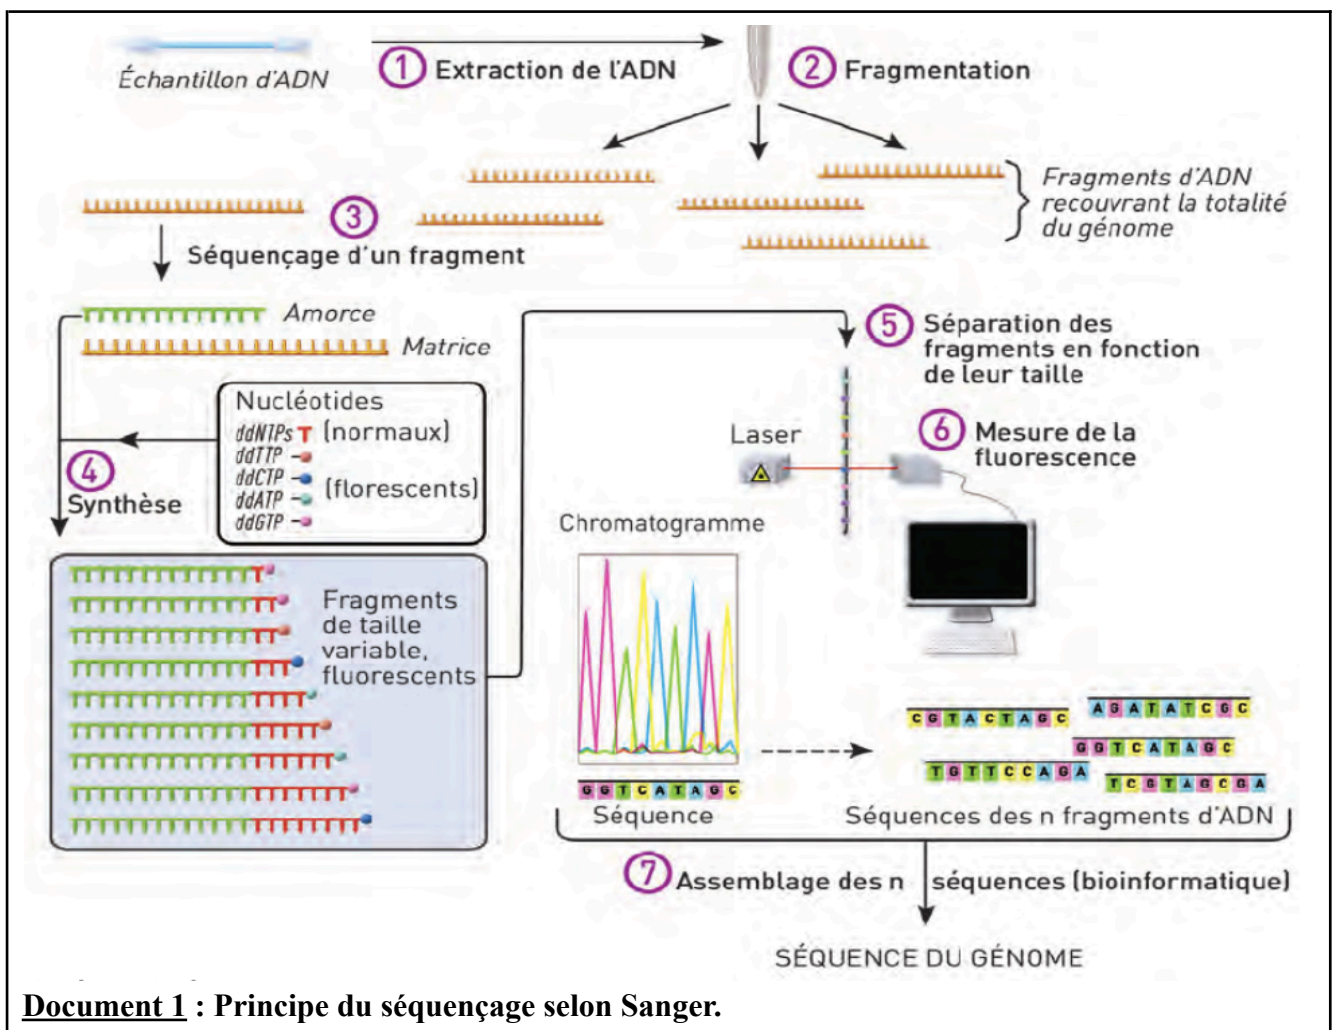 Échantillon d'ADN
1 Extraction de l'ADN
2 Fragmentation
Fragments d'ADN
recouvrant la totalité
du génome
3
Séquençage d'un fragment
Amorce
Matrice
Nucléotides
ddNTPs T (normaux)
ddTTP
ddCTP
(florescents)
ddATP
ddGTP
4
Synthèse
Fragments
de taille
variable,
fluorescents
5 Séparation des
fragments en fonction
de leur taille
Laser
6 Mesure de la
fluorescence
Chromatogramme
GGTCATAGC
Séquence
CGTACTAGC
AGATATCGC
GGTCATAGC
TGTTCCAGA
TCGTAGCGA
Séquences des n fragments d'ADN
7 Assemblage des n séquences (bioinformatique)
SÉQUENCE DU GÉNOME
Document 1 : Principe du séquençage selon Sanger.